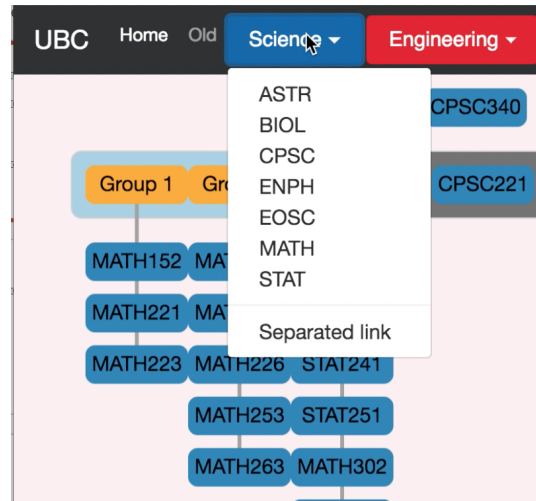 UBC Home Old Science Engineering
ASTR
CPSC340
BIOL
CPSC
ENPH
Group 1
CPSC221
EOSC
MATH
STAT
MATH152
MATH221
Separated link
MATH223 MATH226 STAT241
MATH253 STAT251
MATH263 MATH302